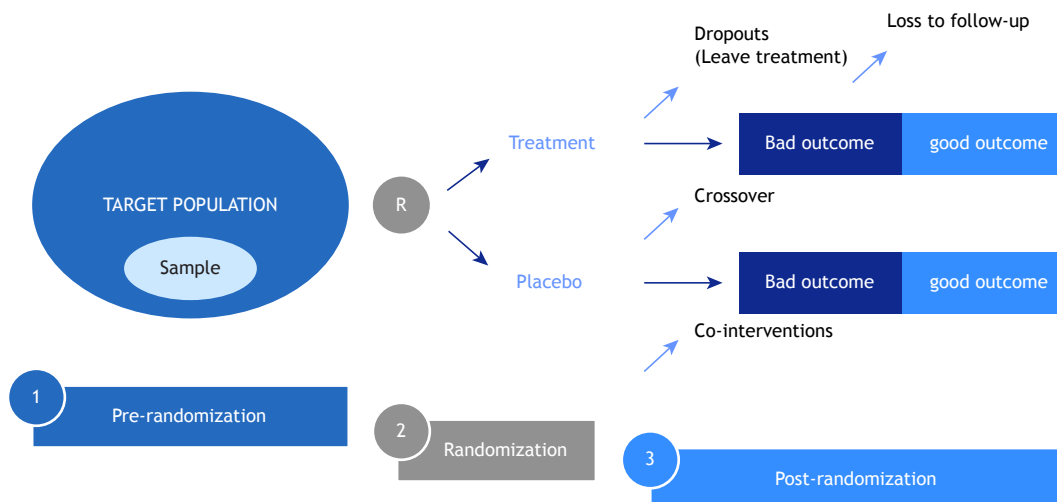 Loss to follow-up
Dropouts
(Leave treatment)
Treatment
Bad outcome
good outcome
TARGET POPULATION
R
Crossover
Sample
Placebo
Bad outcome
good outcome
Co-interventions
1
Pre-randomization
2
Randomization
3
Post-randomization